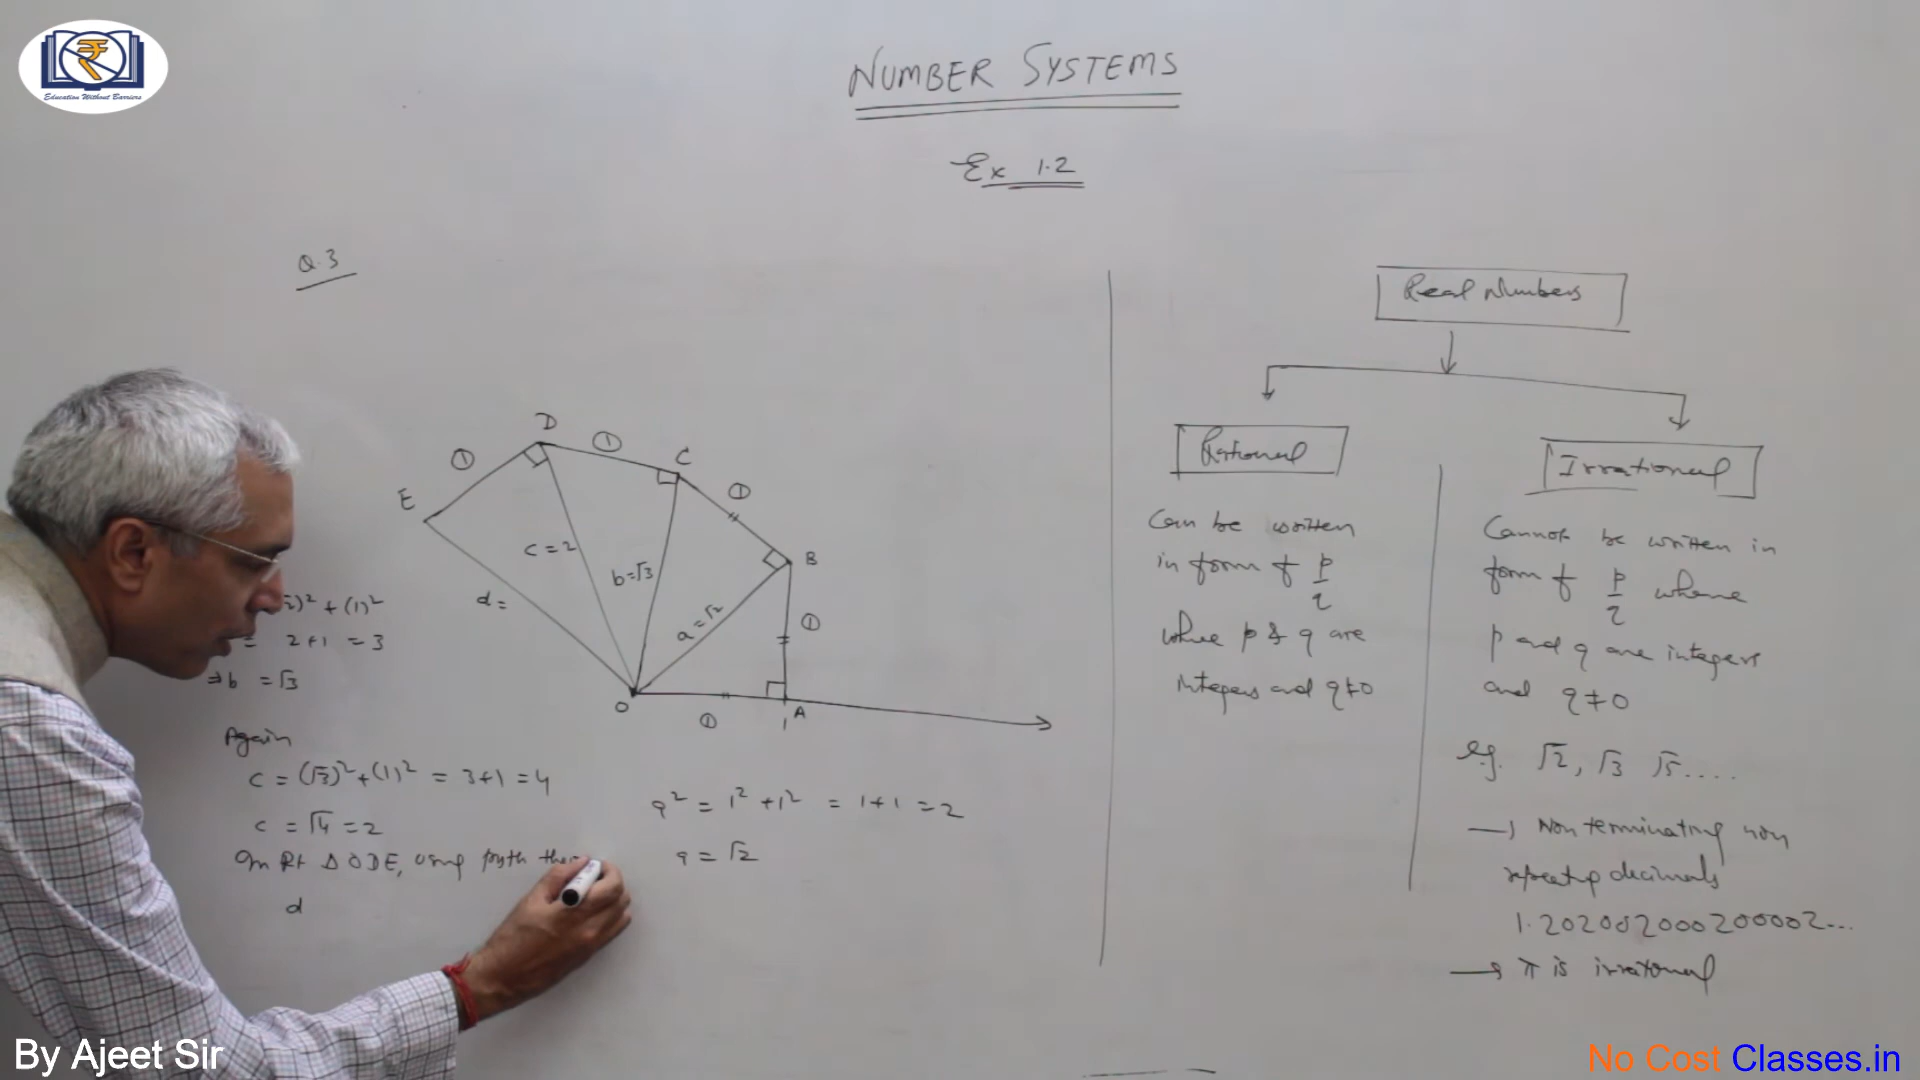 Education Without Barriers
NUMBER SYSTEMS
Ex 1.2
Q.3
D
①
C
①
①
E
B
c = 2
b = √3
①
a = √2
d =
O
①
A
1
)² + (1)²
= 2 + 1 = 3
⇒ b = √3
Again
c = (√3)² + (1)² = 3 + 1 = 4
c = √4 = 2
In Rt Δ ODE, using pyth
d
a² = 1² + 1² = 1 + 1 = 2
a = √2
Real Numbers
Rational
Can be written
in form of p/q
where p & q are
integers and q ≠ 0
Irrational
Cannot be written in
form of p/q where
p and q are integers
and q ≠ 0
e.g. √2, √3 √5....
→ Non terminating non
repeating decimals
1.20200200020000 2...
→ π is irrational
By Ajeet Sir
No Cost Classes.in